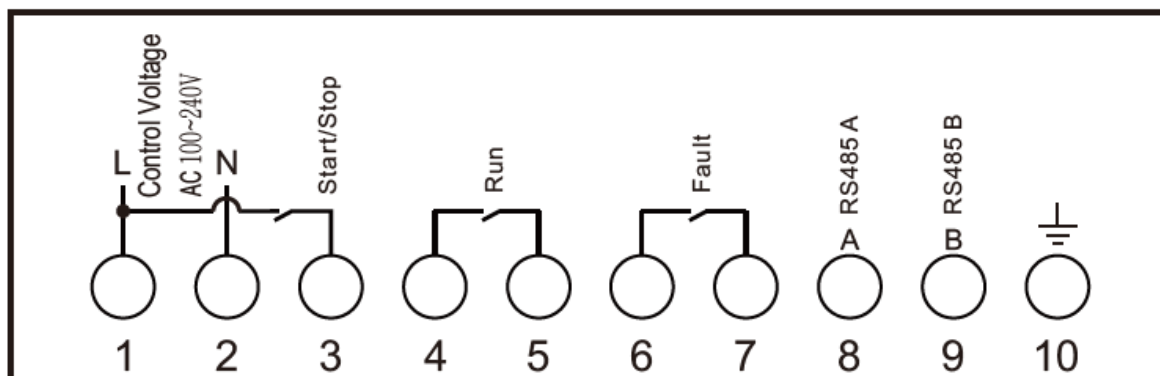 Control Voltage
AC 100~240V
L
N
Start/Stop
Run
Fault
RS485 A
A
RS485 B
B
1 2 3 4 5 6 7 8 9 10